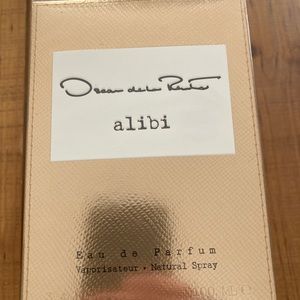 Oscar de la Renta
alibi
Eau de Parfum
Vaporisateur • Natural Spray